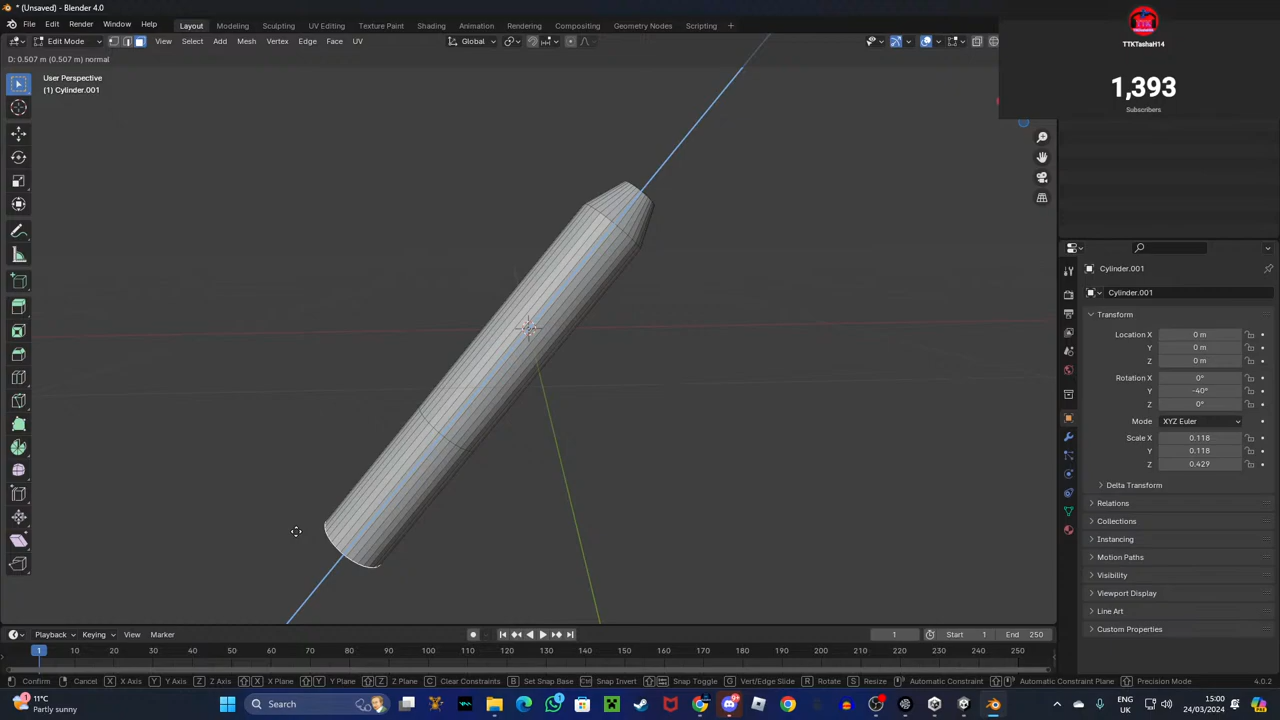 * (Unsaved) - Blender 4.0
File Edit Render Window Help Layout Modeling Sculpting UV Editing Texture Paint Shading Animation Rendering Compositing Geometry Nodes Scripting +
Edit Mode View Select Add Mesh Vertex Edge Face UV Global
D: 0.507 m (0.507 m) normal
User Perspective
(1) Cylinder.001
TTK
TTKTashaH14
1,393
Subscribers
Cylinder.001
Cylinder.001
Transform
Location X 0 m
Y 0 m
Z 0 m
Rotation X 0°
Y -40°
Z 0°
Mode XYZ Euler
Scale X 0.118
Y 0.118
Z 0.429
Delta Transform
Relations
Collections
Instancing
Motion Paths
Visibility
Viewport Display
Line Art
Custom Properties
Playback Keying View Marker 1 Start 1 End 250
1 10 20 30 40 50 60 70 80 90 100 110 120 130 140 150 160 170 180 190 200 210 220 230 240 250
Confirm Cancel X X Axis Y Y Axis Z Z Axis X X Plane Y Y Plane Z Z Plane C Clear Constraints B Set Snap Base Snap Invert Snap Toggle G Vert/Edge Slide R Rotate S Resize Automatic Constraint Automatic Constraint Plane Precision Mode 4.0.2
1 11°C
Partly sunny
Search
9+
ENG
UK
15:00
24/03/2024